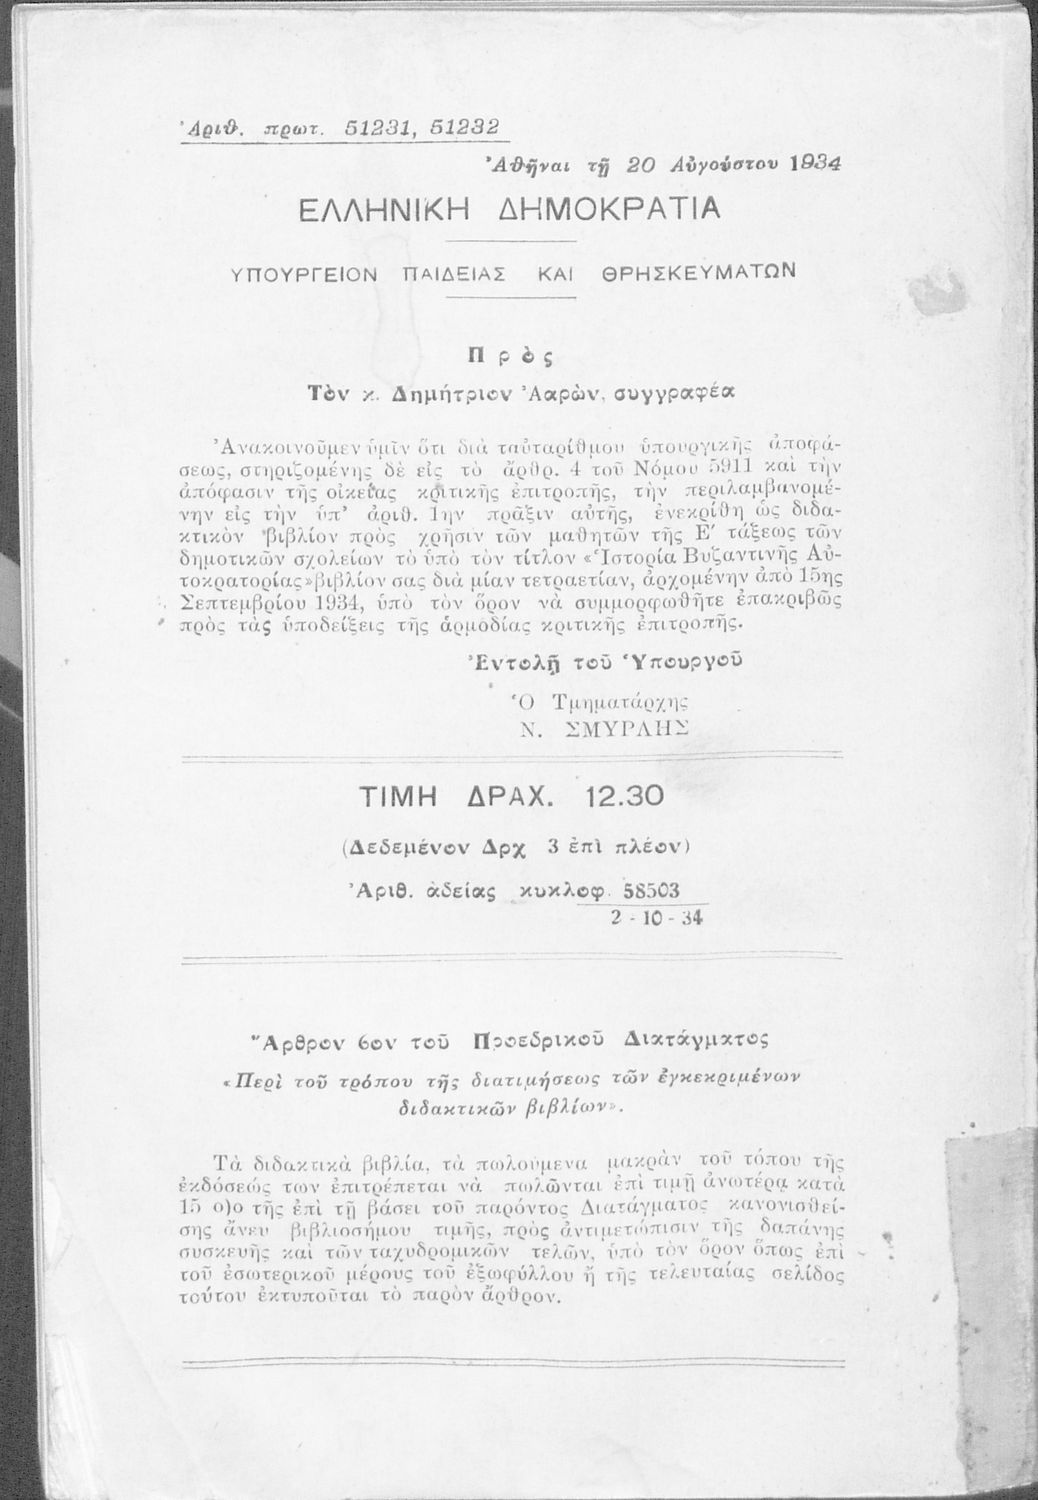 Ἀριθ. πρωτ. 51231, 51232
Ἀθῆναι τῇ 20 Αὐγούστου 1934
ΕΛΛΗΝΙΚΗ ΔΗΜΟΚΡΑΤΙΑ
ΥΠΟΥΡΓΕΙΟΝ ΠΑΙΔΕΙΑΣ ΚΑΙ ΘΡΗΣΚΕΥΜΑΤΩΝ
Πρὸς
Τὸν κ. Δημήτριον Ἀαρὼν, συγγραφέα
Ἀνακοινοῦμεν ὑμῖν ὅτι διὰ ταὐταρίθμου ὑπουργικῆς ἀποφά-
σεως, στηριζομένης δὲ εἰς τὸ ἄρθρ. 4 τοῦ Νόμου 5911 καὶ τὴν
ἀπόφασιν τῆς οἰκείας κριτικῆς ἐπιτροπῆς, τὴν περιλαμβανομέ-
νην εἰς τὴν ὑπ' ἀριθ. 1ην πρᾶξιν αὐτῆς, ἐνεκρίθη ὡς διδα-
κτικὸν βιβλίον πρὸς χρῆσιν τῶν μαθητῶν τῆς Ε' τάξεως τῶν
δημοτικῶν σχολείων τὸ ὑπὸ τὸν τίτλον «Ἱστορία Βυζαντινῆς Αὐ-
τοκρατορίας» βιβλίον σας διὰ μίαν τετραετίαν, ἀρχομένην ἀπὸ 15ης
Σεπτεμβρίου 1934, ὑπὸ τὸν ὅρον νὰ συμμορφωθῆτε ἐπακριβῶς
πρὸς τὰς ὑποδείξεις τῆς ἁρμοδίας κριτικῆς ἐπιτροπῆς.
Ἐντολῇ τοῦ Ὑπουργοῦ
Ὁ Τμηματάρχης
Ν. ΣΜΥΡΛΗΣ
ΤΙΜΗ ΔΡΑΧ. 12.30
(Δεδεμένον Δρχ 3 ἐπὶ πλέον)
Ἀριθ. ἀδείας κυκλοφ. 58503
2 - 10 - 34
Ἄρθρον 6ον τοῦ Προεδρικοῦ Διατάγματος
«Περὶ τοῦ τρόπου τῆς διατιμήσεως τῶν ἐγκεκριμένων
διδακτικῶν βιβλίων».
Τὰ διδακτικὰ βιβλία, τὰ πωλούμενα μακρὰν τοῦ τόπου τῆς
ἐκδόσεώς των ἐπιτρέπεται νὰ πωλῶνται ἐπὶ τιμῇ ἀνωτέρᾳ κατὰ
15 ο)ο τῆς ἐπὶ τῇ βάσει τοῦ παρόντος Διατάγματος κανονισθεί-
σης ἄνευ βιβλιοσήμου τιμῆς, πρὸς ἀντιμετώπισιν τῆς δαπάνης
συσκευῆς καὶ τῶν ταχυδρομικῶν τελῶν, ὑπὸ τὸν ὅρον ὅπως ἐπὶ
τοῦ ἐσωτερικοῦ μέρους τοῦ ἐξωφύλλου ἢ τῆς τελευταίας σελίδος
τούτου ἐκτυποῦται τὸ παρὸν ἄρθρον.